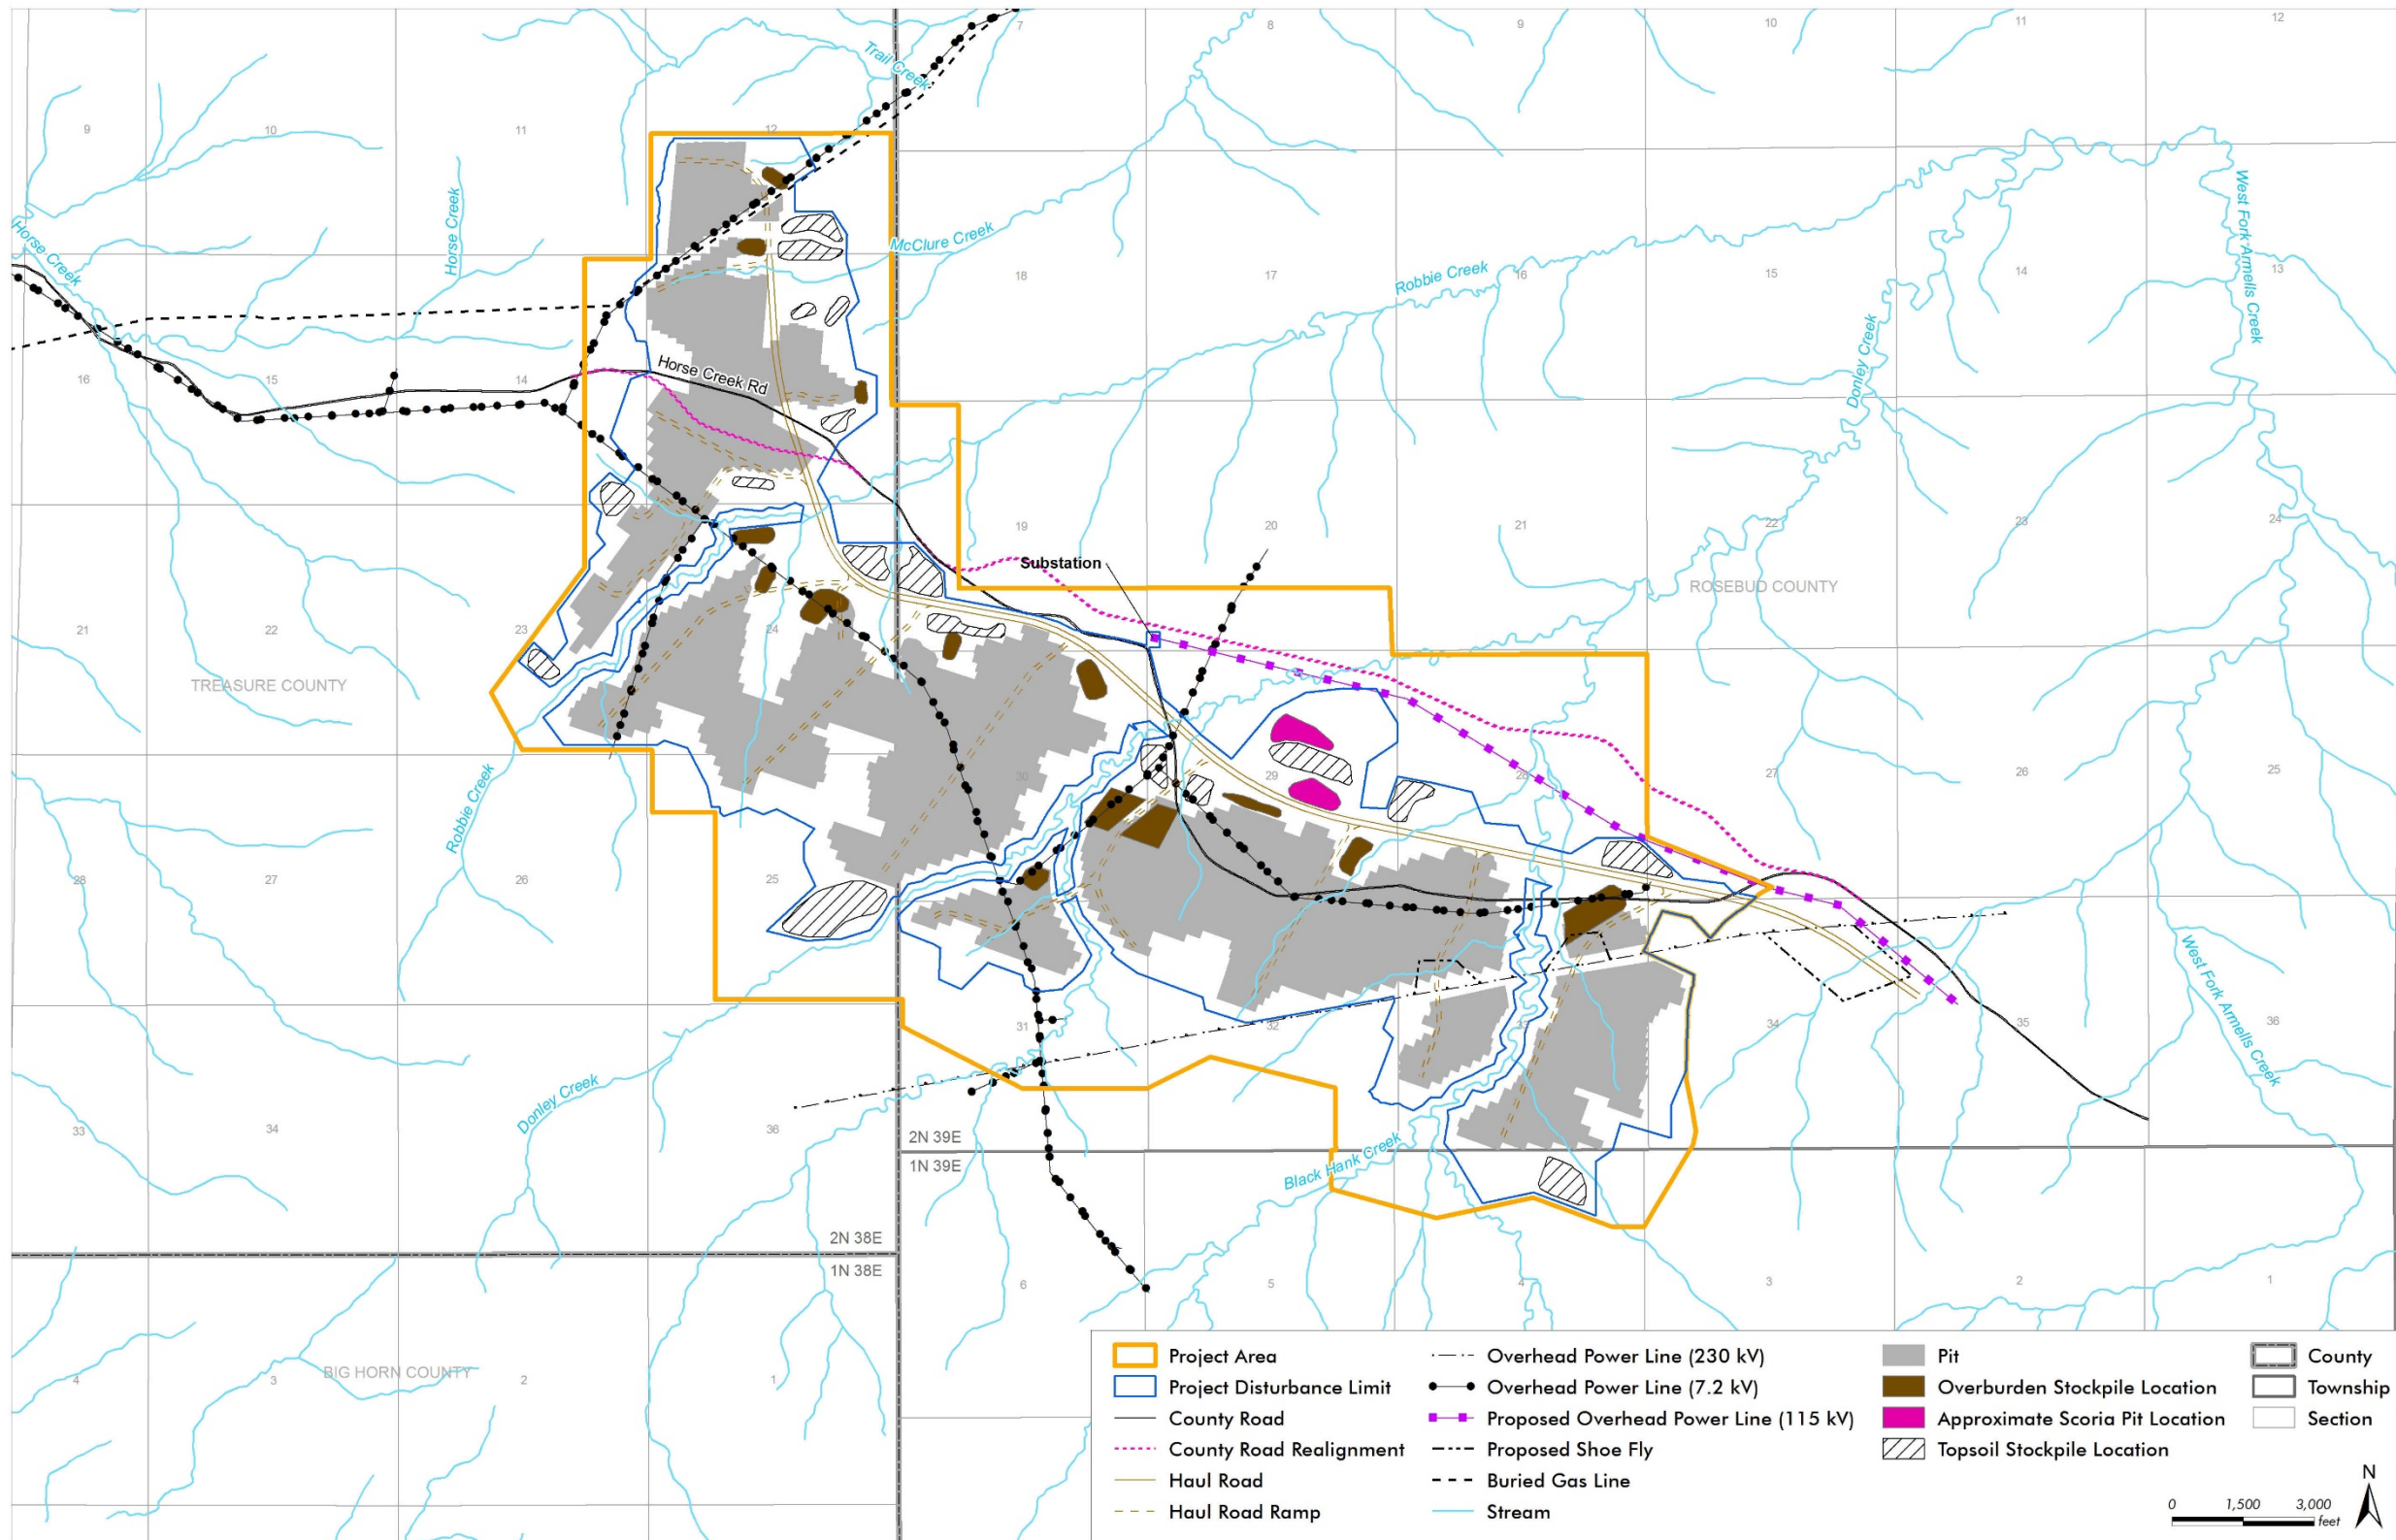 7
8
9
10
11
12
Trail Creek
9
10
11
12
Horse Creek
Horse Creek
McClure Creek
18
17
Robbie Creek
16
15
14
13
West Fork Armells Creek
Donley Creek
16
15
14
Horse Creek Rd
19
20
21
22
23
24
Substation
ROSEBUD COUNTY
21
22
23
24
TREASURE COUNTY
30
29
28
27
26
25
Robbie Creek
28
27
26
25
31
32
33
34
35
36
West Fork Armells Creek
Donley Creek
33
34
36
2N 39E
1N 39E
Black Hank Creek
2N 38E
1N 38E
6
5
4
3
2
1
BIG HORN COUNTY
4
3
2
1
Project Area
Project Disturbance Limit
County Road
County Road Realignment
Haul Road
Haul Road Ramp
Overhead Power Line (230 kV)
Overhead Power Line (7.2 kV)
Proposed Overhead Power Line (115 kV)
Proposed Shoe Fly
Buried Gas Line
Stream
Pit
Overburden Stockpile Location
Approximate Scoria Pit Location
Topsoil Stockpile Location
County
Township
Section
N
0 1,500 3,000
feet